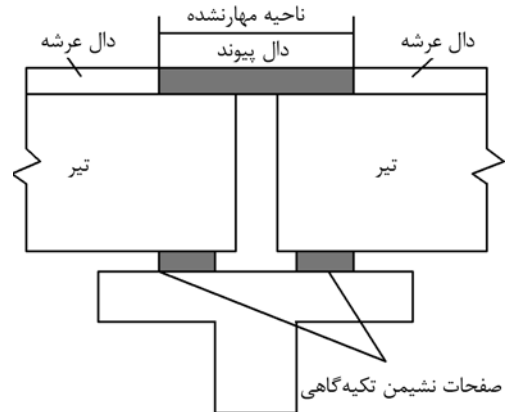 ناحیه مهارنشده
دال عرشه
دال پیوند
دال عرشه
تیر
تیر
صفحات نشیمن تکیه‌گاهی